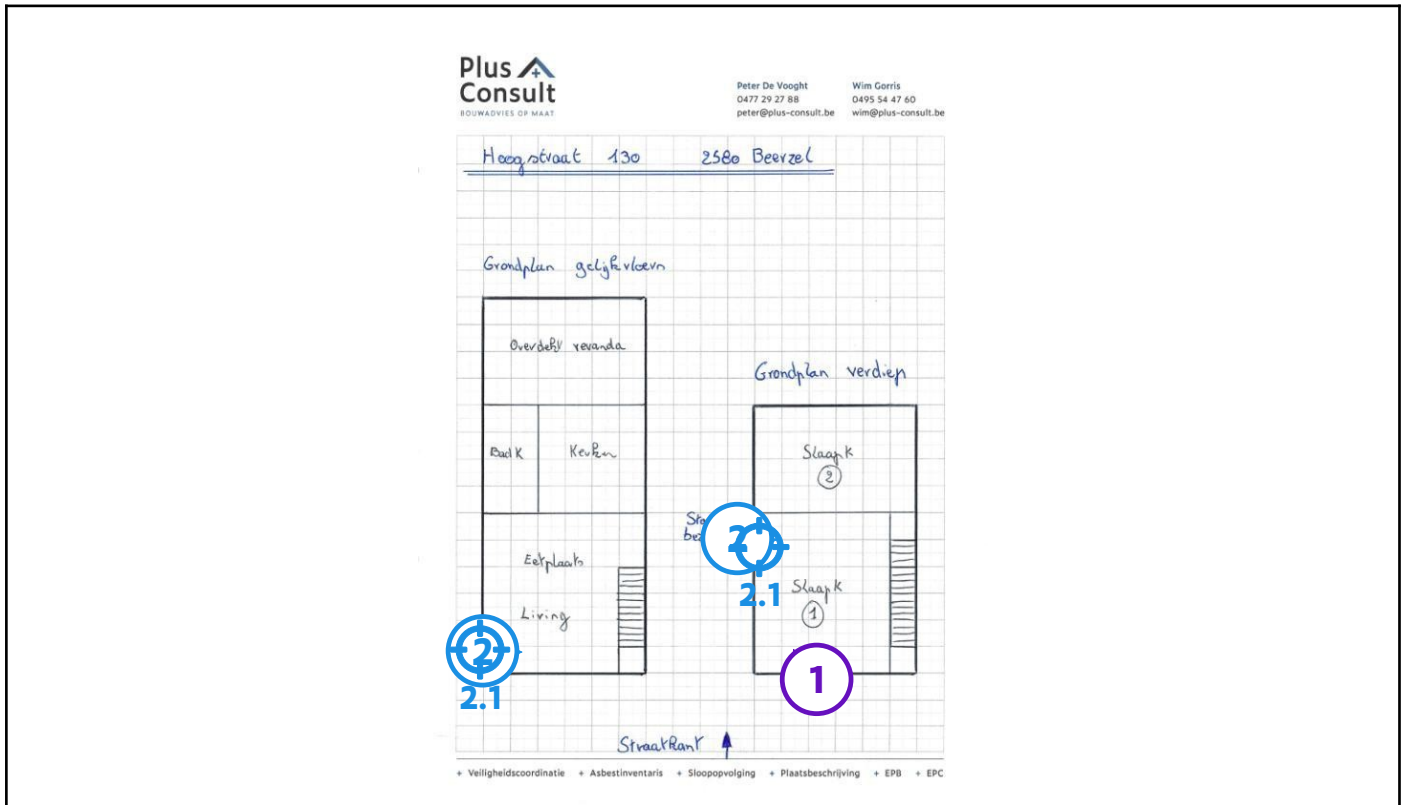 Plus
Consult
BOUWADVIES OP MAAT
Peter De Vooght
0477 29 27 88
peter@plus-consult.be
Wim Gorris
0495 54 47 60
wim@plus-consult.be
Hoogstraat 130 2580 Beerzel
Grondplan gelijkvloers
Overdekt veranda
Bad K
Keuken
Eetplaats
Living
2
2.1
Grondplan verdiep
Slaapk
2
2
2.1
Slaapk
1
1
Straatkant
+ Veiligheidscoordinatie + Asbestinventaris + Sloopopvolging + Plaatsbeschrijving + EPB + EPC